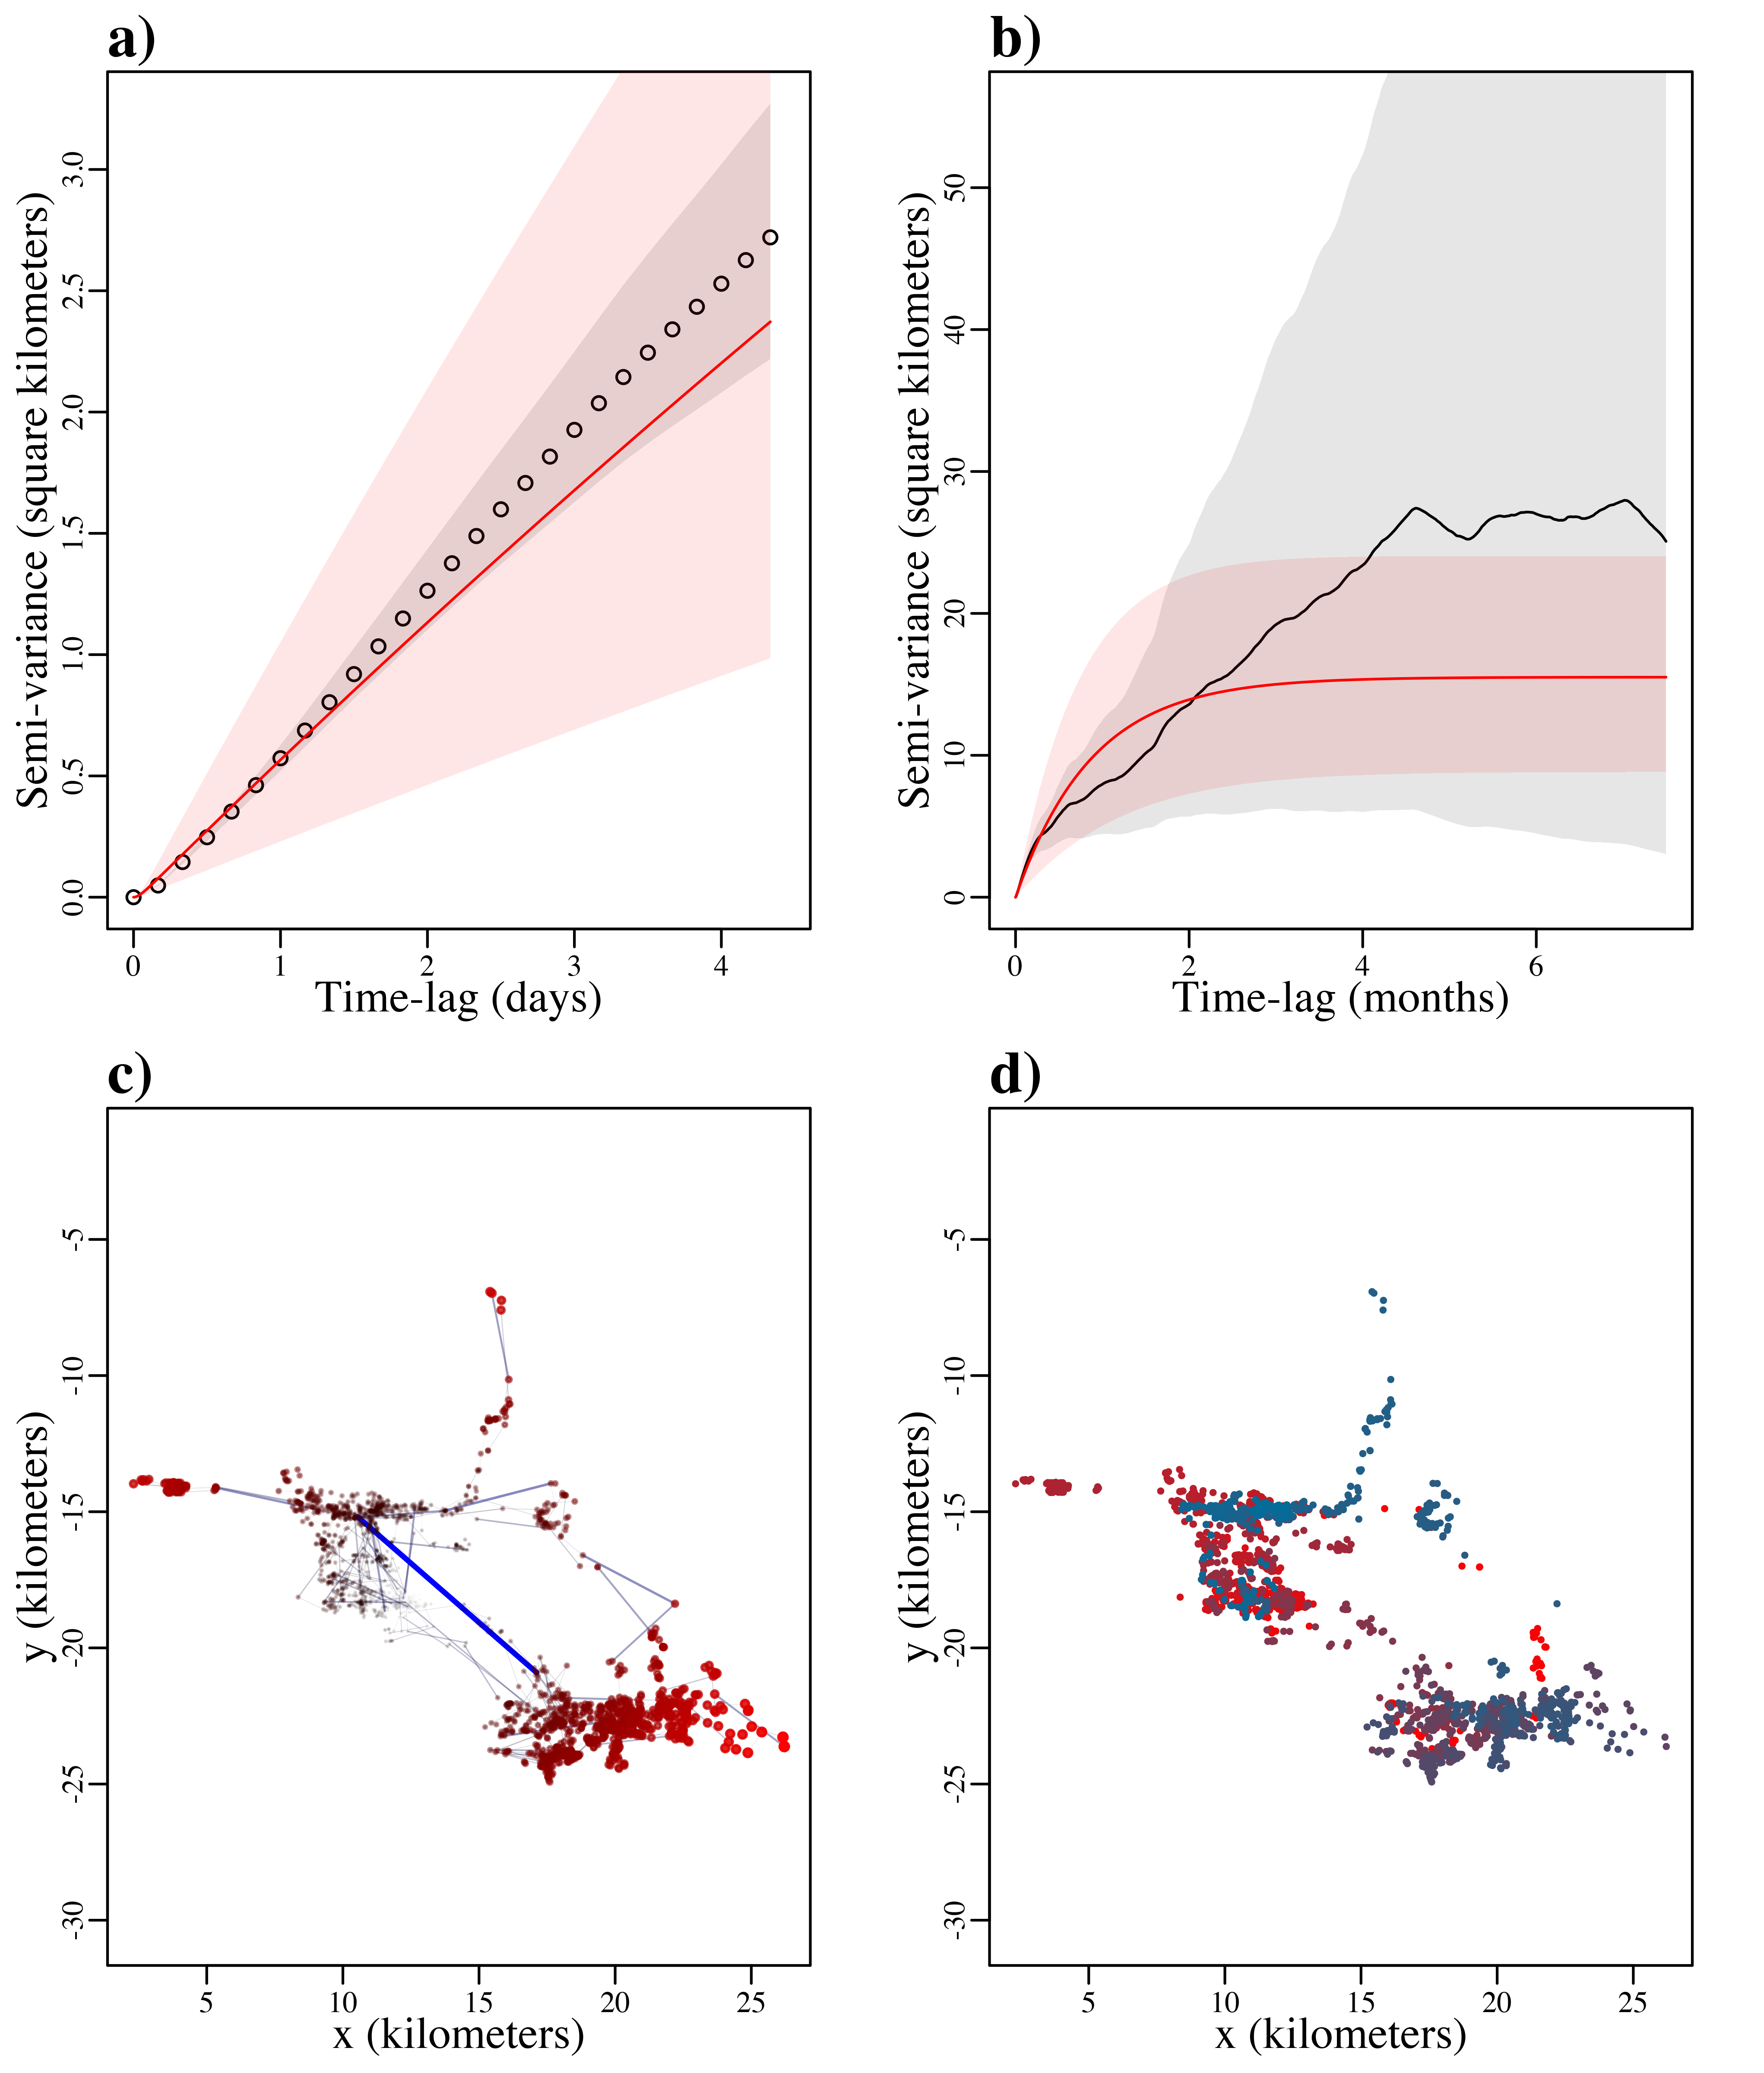 a)
Semi-variance (square kilometers)
0.0 0.5 1.0 1.5 2.0 2.5 3.0
0 1 2 3 4
Time-lag (days)
b)
Semi-variance (square kilometers)
0 10 20 30 40 50
0 2 4 6
Time-lag (months)
c)
y (kilometers)
-30 -25 -20 -15 -10 -5
5 10 15 20 25
x (kilometers)
d)
y (kilometers)
-30 -25 -20 -15 -10 -5
5 10 15 20 25
x (kilometers)